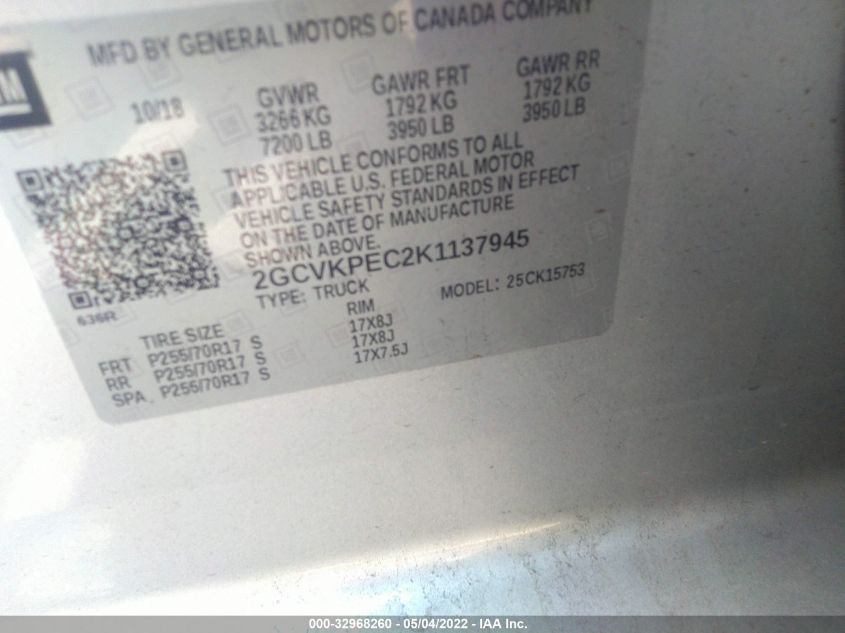 MFD BY GENERAL MOTORS OF CANADA COMPANY
GM
10/18
GVWR
3266 KG
7200 LB
GAWR FRT
1792 KG
3950 LB
GAWR RR
1792 KG
3950 LB
THIS VEHICLE CONFORMS TO ALL
APPLICABLE U.S. FEDERAL MOTOR
VEHICLE SAFETY STANDARDS IN EFFECT
ON THE DATE OF MANUFACTURE
SHOWN ABOVE.
2GCVKPEC2K1137945
TYPE: TRUCK
MODEL: 25CK15753
636R
TIRE SIZE
RIM
FRT P255/70R17 S 17X8J
RR P255/70R17 S 17X8J
SPA P255/70R17 S 17X7.5J
000-32968260 - 05/04/2022 - IAA Inc.